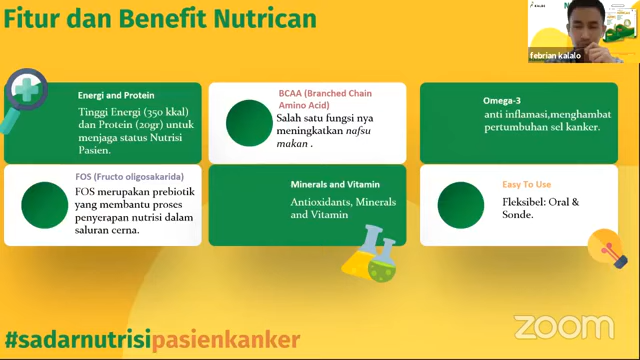 Fitur dan Benefit Nutrican
febrian kalalo
Energi and Protein
Tinggi Energi (350 kkal)
dan Protein (20gr) untuk
menjaga status Nutrisi
Pasien.
BCAA (Branched Chain
Amino Acid)
Salah satu fungsi nya
meningkatkan nafsu
makan .
Omega-3
anti inflamasi,menghambat
pertumbuhan sel kanker.
FOS (Fructo oligosakarida)
FOS merupakan prebiotik
yang membantu proses
penyerapan nutrisi dalam
saluran cerna.
Minerals and Vitamin
Antioxidants, Minerals
and Vitamin
Easy To Use
Fleksibel: Oral &
Sonde.
#sadarnutrisipasienkanker
ZOOM